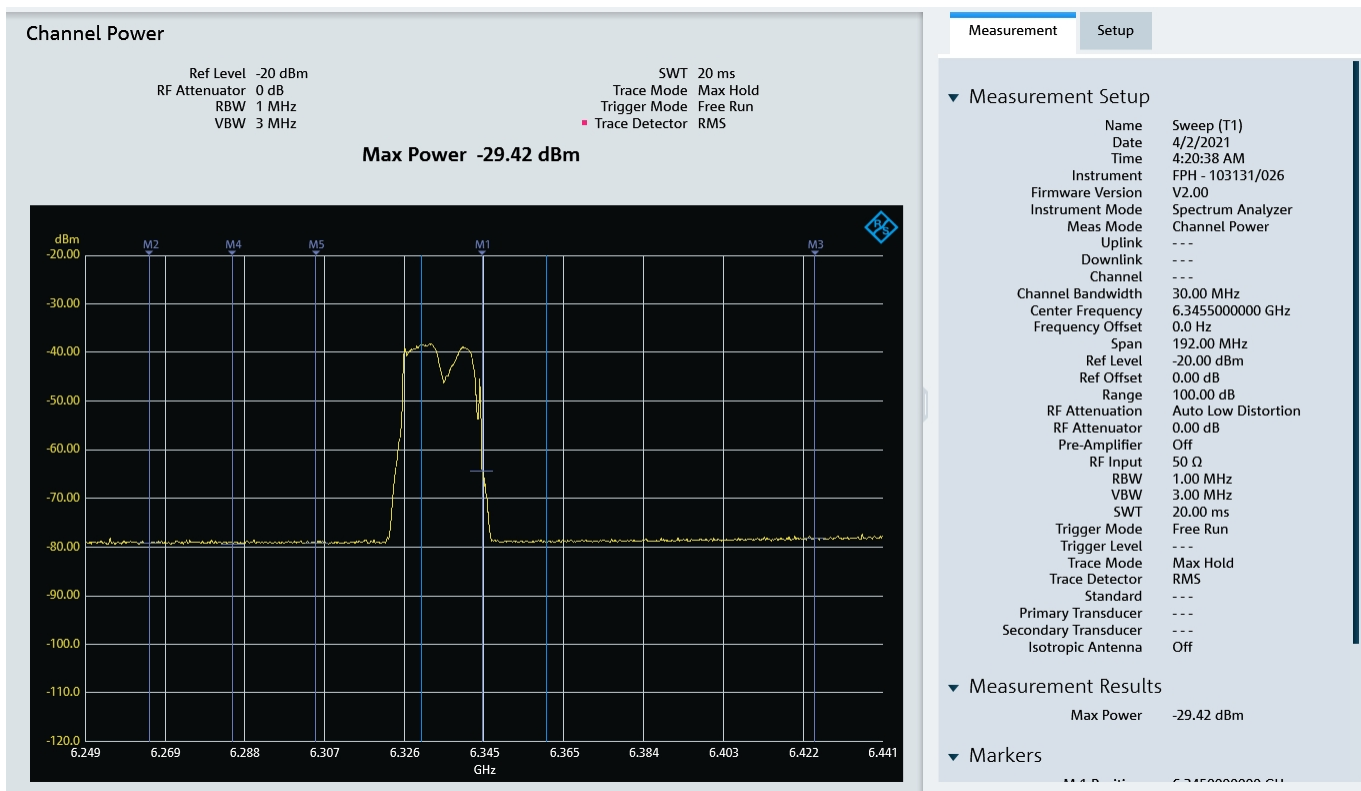 Channel Power
Ref Level -20 dBm
RF Attenuator 0 dB
RBW 1 MHz
VBW 3 MHz
SWT 20 ms
Trace Mode Max Hold
Trigger Mode Free Run
Trace Detector RMS
Max Power -29.42 dBm
dBm
M2 M4 M5 M1 M3
-20.00
-30.00
-40.00
-50.00
-60.00
-70.00
-80.00
-90.00
-100.0
-110.0
-120.0
6.249 6.269 6.288 6.307 6.326 6.345 6.365 6.384 6.403 6.422 6.441
GHz
R S
Measurement Setup
Measurement Setup
Name Sweep (T1)
Date 4/2/2021
Time 4:20:38 AM
Instrument FPH - 103131/026
Firmware Version V2.00
Instrument Mode Spectrum Analyzer
Meas Mode Channel Power
Uplink ---
Downlink ---
Channel ---
Channel Bandwidth 30.00 MHz
Center Frequency 6.3455000000 GHz
Frequency Offset 0.0 Hz
Span 192.00 MHz
Ref Level -20.00 dBm
Ref Offset 0.00 dB
Range 100.00 dB
RF Attenuation Auto Low Distortion
RF Attenuator 0.00 dB
Pre-Amplifier Off
RF Input 50 Ω
RBW 1.00 MHz
VBW 3.00 MHz
SWT 20.00 ms
Trigger Mode Free Run
Trigger Level ---
Trace Mode Max Hold
Trace Detector RMS
Standard ---
Primary Transducer ---
Secondary Transducer ---
Isotropic Antenna Off
Measurement Results
Max Power -29.42 dBm
Markers